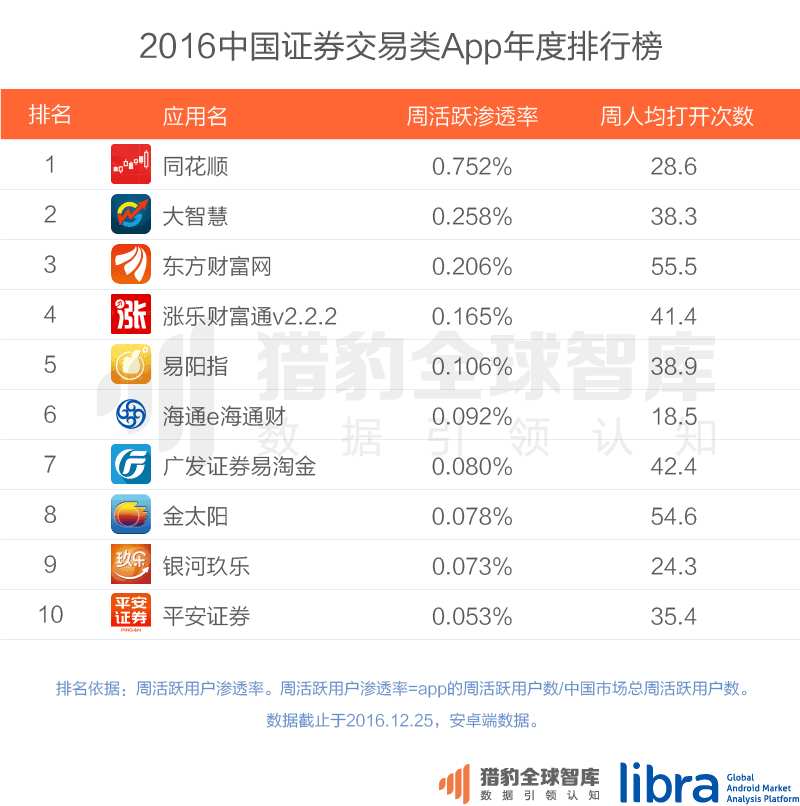 2016中国证券交易类App年度排行榜
排名 应用名 周活跃渗透率 周人均打开次数
1 同花顺 0.752% 28.6
2 大智慧 0.258% 38.3
3 东方财富网 0.206% 55.5
4 涨 涨乐财富通v2.2.2 0.165% 41.4
5 易阳指 0.106% 38.9
6 海通e海通财 0.092% 18.5
7 广发证券易淘金 0.080% 42.4
8 金太阳 0.078% 54.6
9 玖乐 银河玖乐 0.073% 24.3
10 平安证券 PINGAN 平安证券 0.053% 35.4
猎豹全球智库
数据引领认知
排名依据：周活跃用户渗透率。周活跃用户渗透率=app的周活跃用户数/中国市场总周活跃用户数。
数据截止于2016.12.25，安卓端数据。
猎豹全球智库
数据引领认知
libra Global
Android Market
Analysis Platform